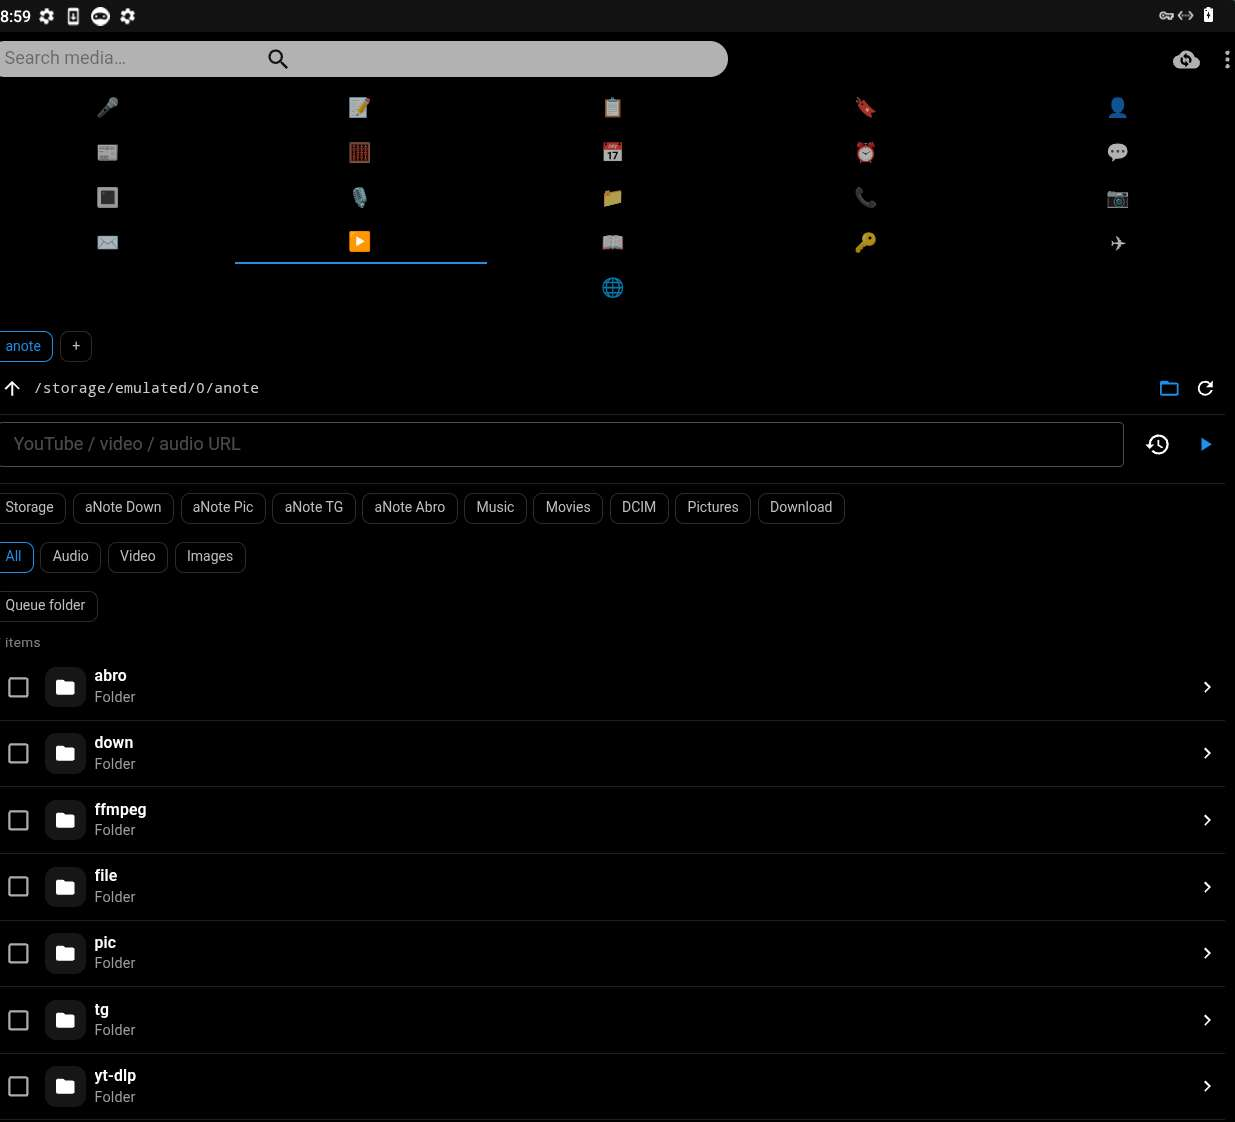 8:59
Search media...
anote
+
/storage/emulated/0/anote
YouTube / video / audio URL
Storage aNote Down aNote Pic aNote TG aNote Abro Music Movies DCIM Pictures Download
All Audio Video Images
Queue folder
items
abro
Folder
down
Folder
ffmpeg
Folder
file
Folder
pic
Folder
tg
Folder
yt-dlp
Folder